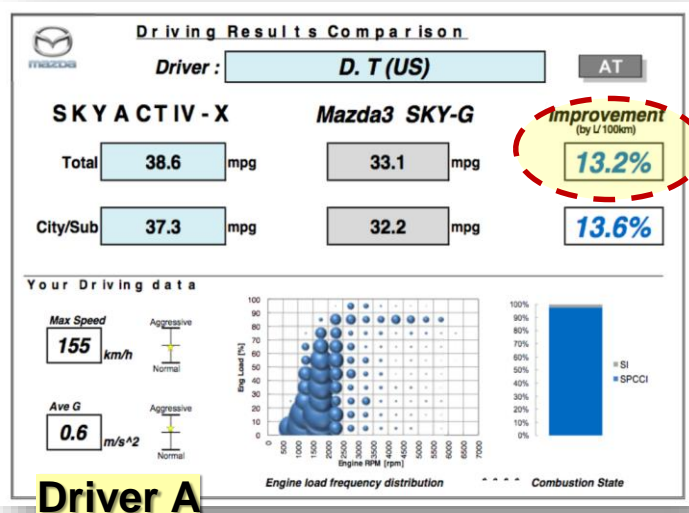 Driving Results Comparison
mazda
Driver : D. T (US) AT
SKYACTIV-X Mazda3 SKY-G Improvement
(by L/100km)
Total 38.6 mpg 33.1 mpg 13.2%
City/Sub 37.3 mpg 32.2 mpg 13.6%
Your Driving data
Max Speed
155 km/h
Aggressive
Normal
Ave G
0.6 m/s^2
Aggressive
Normal
Eng Load [%]
100
90
80
70
60
50
40
30
20
10
0
0 500 1000 1500 2000 2500 3000 3500 4000 4500 5000 5500 6000 6500 7000
Engine RPM [rpm]
Engine load frequency distribution
100%
90%
80%
70%
60%
50%
40%
30%
20%
10%
0%
SI
SPCCI
Combustion State
Driver A